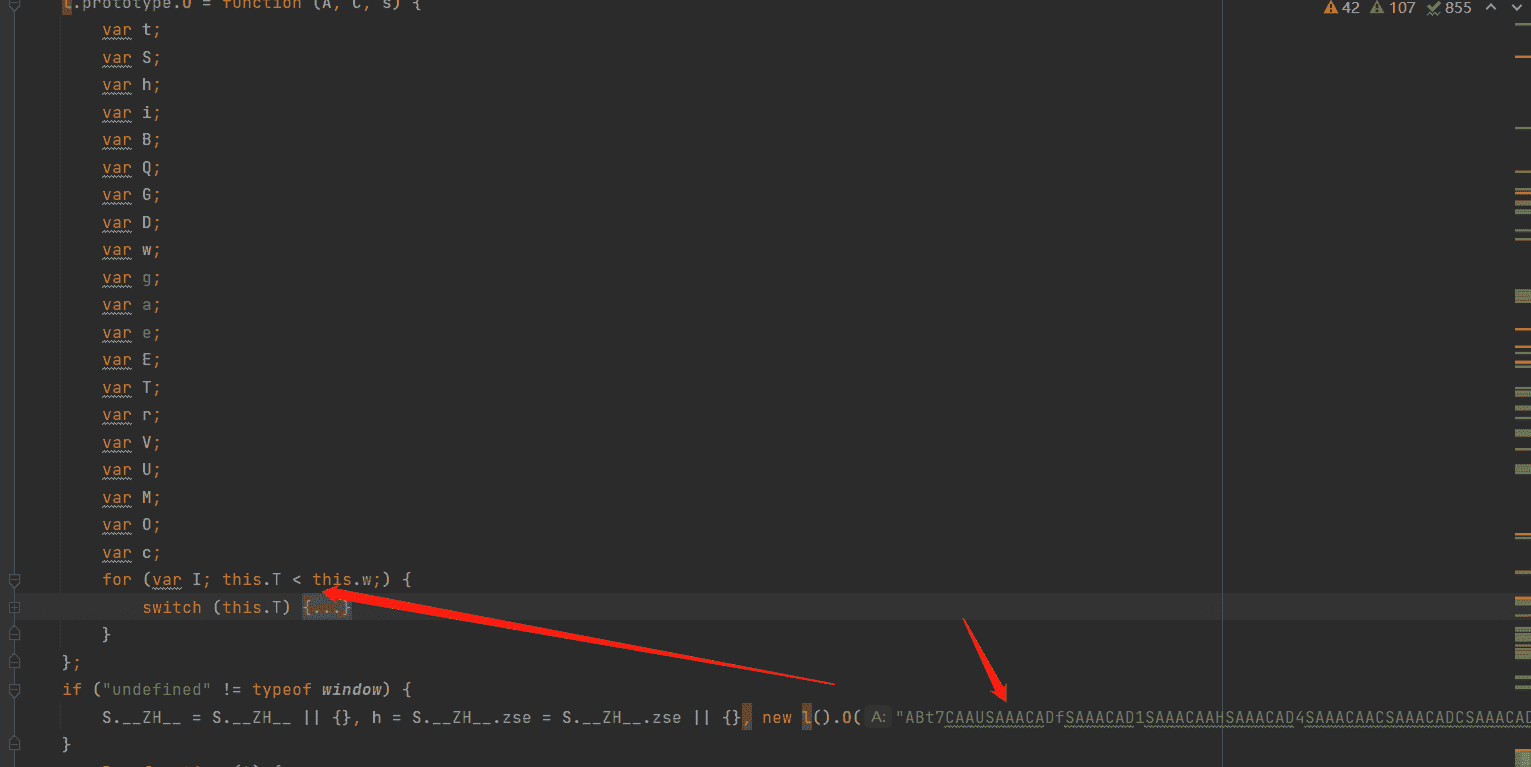 l.prototype.O = function (A, C, s) {
42 107 855
var t;
var S;
var h;
var i;
var B;
var Q;
var G;
var D;
var w;
var g;
var a;
var e;
var E;
var T;
var r;
var V;
var U;
var M;
var O;
var c;
for (var I; this.T < this.w;) {
switch (this.T) {...}
}
};
if ("undefined" != typeof window) {
S.__ZH__ = S.__ZH__ || {}, h = S.__ZH__.zse = S.__ZH__.zse || {}, new l().O( A: "ABt7CAAUSAAACADfSAAACAD1SAAACAAHSAAACAD4SAAACAACSAAACADCSAAACAD
}